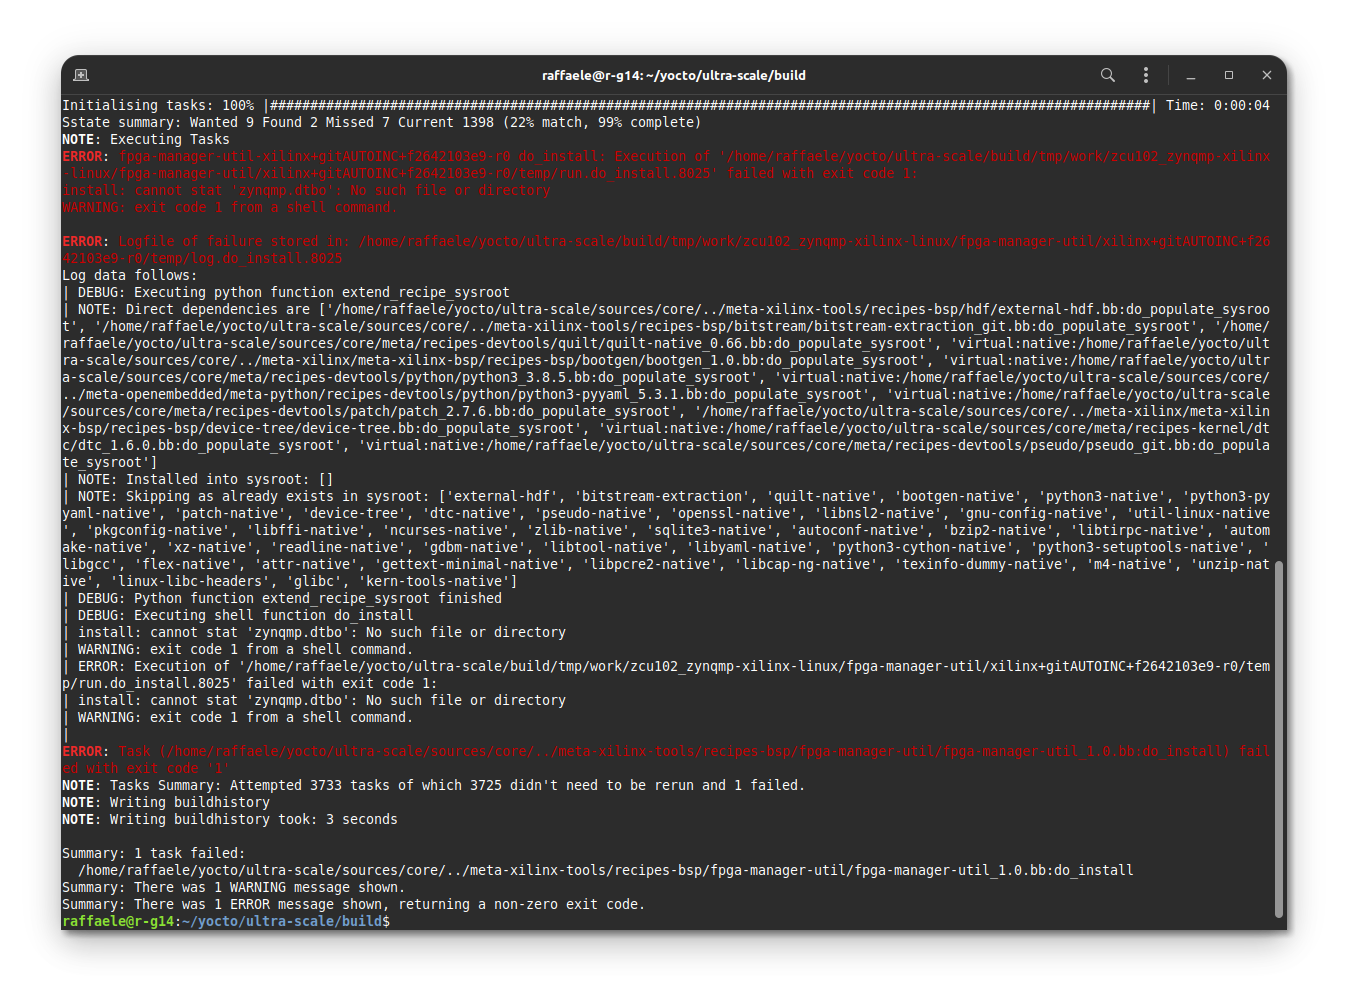 raffaele@r-g14: ~/yocto/ultra-scale/build
Initialising tasks: 100% |##############################################################################################################| Time: 0:00:04
Sstate summary: Wanted 9 Found 2 Missed 7 Current 1398 (22% match, 99% complete)
NOTE: Executing Tasks
ERROR: fpga-manager-util-xilinx+gitAUTOINC+f2642103e9-r0 do_install: Execution of '/home/raffaele/yocto/ultra-scale/build/tmp/work/zcu102_zynqmp-xilinx
-linux/fpga-manager-util/xilinx+gitAUTOINC+f2642103e9-r0/temp/run.do_install.8025' failed with exit code 1:
install: cannot stat 'zynqmp.dtbo': No such file or directory
WARNING: exit code 1 from a shell command.
ERROR: Logfile of failure stored in: /home/raffaele/yocto/ultra-scale/build/tmp/work/zcu102_zynqmp-xilinx-linux/fpga-manager-util/xilinx+gitAUTOINC+f26
42103e9-r0/temp/log.do_install.8025
Log data follows:
| DEBUG: Executing python function extend_recipe_sysroot
| NOTE: Direct dependencies are ['/home/raffaele/yocto/ultra-scale/sources/core/../meta-xilinx-tools/recipes-bsp/hdf/external-hdf.bb:do_populate_sysroo
t', '/home/raffaele/yocto/ultra-scale/sources/core/../meta-xilinx-tools/recipes-bsp/bitstream/bitstream-extraction_git.bb:do_populate_sysroot', '/home/
raffaele/yocto/ultra-scale/sources/core/meta/recipes-devtools/quilt/quilt-native_0.66.bb:do_populate_sysroot', 'virtual:native:/home/raffaele/yocto/ult
ra-scale/sources/core/../meta-xilinx/meta-xilinx-bsp/recipes-bsp/bootgen/bootgen_1.0.bb:do_populate_sysroot', 'virtual:native:/home/raffaele/yocto/ultr
a-scale/sources/core/meta/recipes-devtools/python/python3_3.8.5.bb:do_populate_sysroot', 'virtual:native:/home/raffaele/yocto/ultra-scale/sources/core/
../meta-openembedded/meta-python/recipes-devtools/python/python3-pyyaml_5.3.1.bb:do_populate_sysroot', 'virtual:native:/home/raffaele/yocto/ultra-scale
/sources/core/meta/recipes-devtools/patch/patch_2.7.6.bb:do_populate_sysroot', '/home/raffaele/yocto/ultra-scale/sources/core/../meta-xilinx/meta-xilin
x-bsp/recipes-bsp/device-tree/device-tree.bb:do_populate_sysroot', 'virtual:native:/home/raffaele/yocto/ultra-scale/sources/core/meta/recipes-kernel/dt
c/dtc_1.6.0.bb:do_populate_sysroot', 'virtual:native:/home/raffaele/yocto/ultra-scale/sources/core/meta/recipes-devtools/pseudo/pseudo_git.bb:do_popula
te_sysroot']
| NOTE: Installed into sysroot: []
| NOTE: Skipping as already exists in sysroot: ['external-hdf', 'bitstream-extraction', 'quilt-native', 'bootgen-native', 'python3-native', 'python3-py
yaml-native', 'patch-native', 'device-tree', 'dtc-native', 'pseudo-native', 'openssl-native', 'libnsl2-native', 'gnu-config-native', 'util-linux-native
', 'pkgconfig-native', 'libffi-native', 'ncurses-native', 'zlib-native', 'sqlite3-native', 'autoconf-native', 'bzip2-native', 'libtirpc-native', 'autom
ake-native', 'xz-native', 'readline-native', 'gdbm-native', 'libtool-native', 'libyaml-native', 'python3-cython-native', 'python3-setuptools-native', '
libgcc', 'flex-native', 'attr-native', 'gettext-minimal-native', 'libpcre2-native', 'libcap-ng-native', 'texinfo-dummy-native', 'm4-native', 'unzip-nat
ive', 'linux-libc-headers', 'glibc', 'kern-tools-native']
| DEBUG: Python function extend_recipe_sysroot finished
| DEBUG: Executing shell function do_install
| install: cannot stat 'zynqmp.dtbo': No such file or directory
| WARNING: exit code 1 from a shell command.
| ERROR: Execution of '/home/raffaele/yocto/ultra-scale/build/tmp/work/zcu102_zynqmp-xilinx-linux/fpga-manager-util/xilinx+gitAUTOINC+f2642103e9-r0/tem
p/run.do_install.8025' failed with exit code 1:
| install: cannot stat 'zynqmp.dtbo': No such file or directory
| WARNING: exit code 1 from a shell command.
|
ERROR: Task (/home/raffaele/yocto/ultra-scale/sources/core/../meta-xilinx-tools/recipes-bsp/fpga-manager-util/fpga-manager-util_1.0.bb:do_install) fail
ed with exit code '1'
NOTE: Tasks Summary: Attempted 3733 tasks of which 3725 didn't need to be rerun and 1 failed.
NOTE: Writing buildhistory
NOTE: Writing buildhistory took: 3 seconds
Summary: 1 task failed:
  /home/raffaele/yocto/ultra-scale/sources/core/../meta-xilinx-tools/recipes-bsp/fpga-manager-util/fpga-manager-util_1.0.bb:do_install
Summary: There was 1 WARNING message shown.
Summary: There was 1 ERROR message shown, returning a non-zero exit code.
raffaele@r-g14:~/yocto/ultra-scale/build$